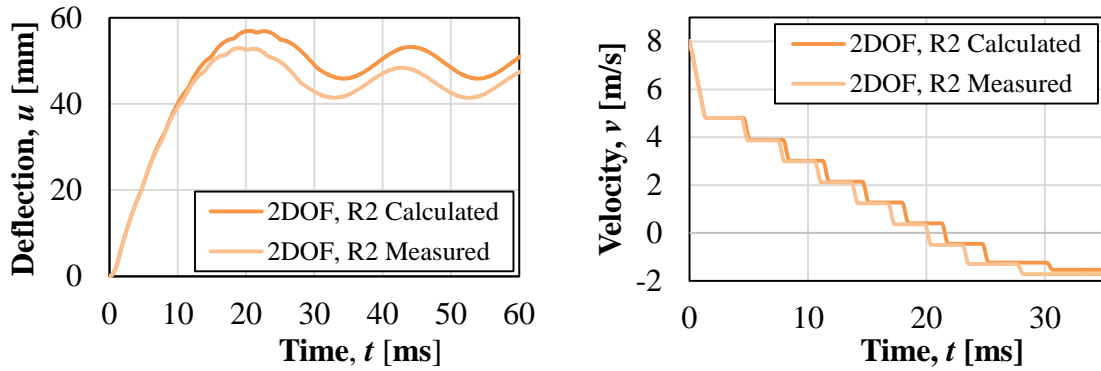 Deflection, u [mm]
60
40
20
0
2DOF, R2 Calculated
2DOF, R2 Measured
0 10 20 30 40 50 60
Time, t [ms]
Velocity, v [m/s]
8
6
4
2
0
-2
2DOF, R2 Calculated
2DOF, R2 Measured
0 10 20 30
Time, t [ms]